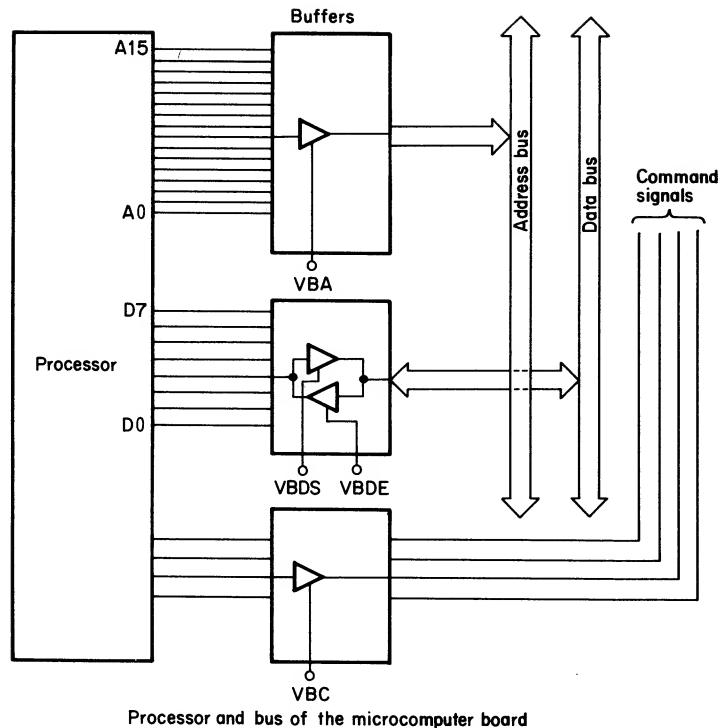 Buffers
A15
A0
VBA
Address bus
Data bus
Command
signals
D7
Processor
D0
VBDS
VBDE
VBC
Processor and bus of the microcomputer board